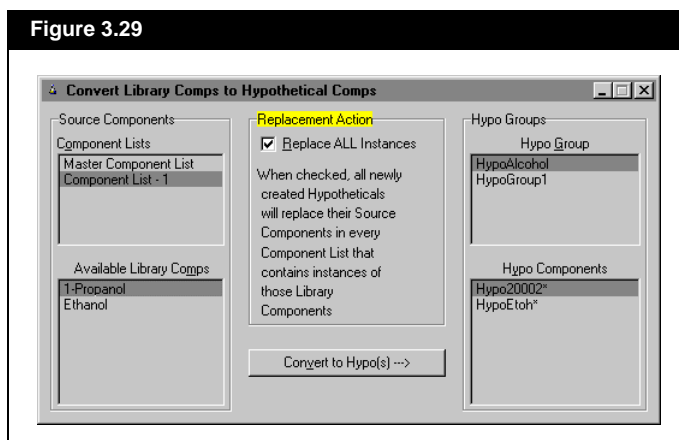 Figure 3.29
Convert Library Comps to Hypothetical Comps
Source Components
Component Lists
Master Component List
Component List - 1
Available Library Comps
1-Propanol
Ethanol
Replacement Action
Replace ALL Instances
When checked, all newly
created Hypotheticals
will replace their Source
Components in every
Component List that
contains instances of
those Library
Components
Convert to Hypo(s) --->
Hypo Groups
Hypo Group
HypoAlcohol
HypoGroup1
Hypo Components
Hypo20002*
HypoEtoh*